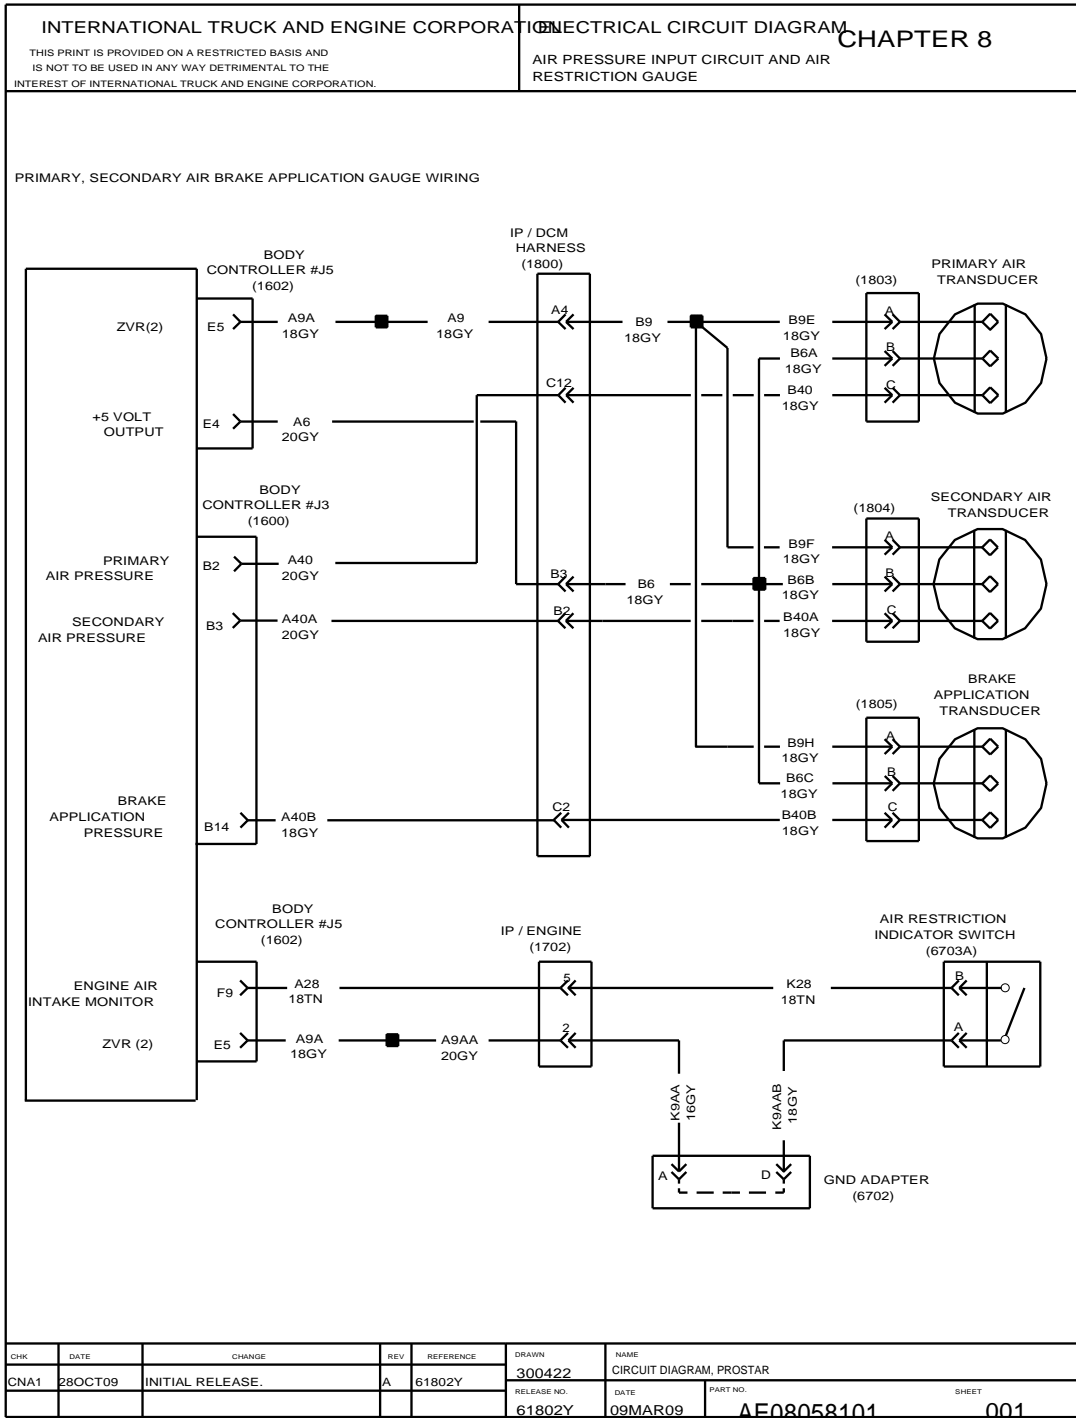 INTERNATIONAL TRUCK AND ENGINE CORPORATION
THIS PRINT IS PROVIDED ON A RESTRICTED BASIS AND
IS NOT TO BE USED IN ANY WAY DETRIMENTAL TO THE
INTEREST OF INTERNATIONAL TRUCK AND ENGINE CORPORATION.
ELECTRICAL CIRCUIT DIAGRAM
AIR PRESSURE INPUT CIRCUIT AND AIR
RESTRICTION GAUGE
CHAPTER 8
PRIMARY, SECONDARY AIR BRAKE APPLICATION GAUGE WIRING
BODY
CONTROLLER #J5
(1602)
IP / DCM
HARNESS
(1800)
(1803)
PRIMARY AIR
TRANSDUCER
ZVR(2)
E5
A9A
18GY
A9
18GY
A4
B9
18GY
B9E
18GY
A
B6A
18GY
B
C12
B40
18GY
C
+5 VOLT
OUTPUT
E4
A6
20GY
BODY
CONTROLLER #J3
(1600)
(1804)
SECONDARY AIR
TRANSDUCER
PRIMARY
AIR PRESSURE
B2
A40
20GY
B9F
18GY
A
B3
B6
18GY
B6B
18GY
B
SECONDARY
AIR PRESSURE
B3
A40A
20GY
B2
B40A
18GY
C
(1805)
BRAKE
APPLICATION
TRANSDUCER
B9H
18GY
A
B6C
18GY
B
BRAKE
APPLICATION
PRESSURE
B14
A40B
18GY
C2
B40B
18GY
C
BODY
CONTROLLER #J5
(1602)
IP / ENGINE
(1702)
AIR RESTRICTION
INDICATOR SWITCH
(6703A)
ENGINE AIR
INTAKE MONITOR
F9
A28
18TN
5
K28
18TN
B
ZVR (2)
E5
A9A
18GY
A9AA
20GY
2
A
K9AA
16GY
K9AAB
18GY
A
D
GND ADAPTER
(6702)
CHK DATE CHANGE REV REFERENCE
CNA1 28OCT09 INITIAL RELEASE. A 61802Y
DRAWN
300422
NAME
CIRCUIT DIAGRAM, PROSTAR
RELEASE NO.
61802Y
DATE
09MAR09
PART NO.
AE08058101
SHEET
001